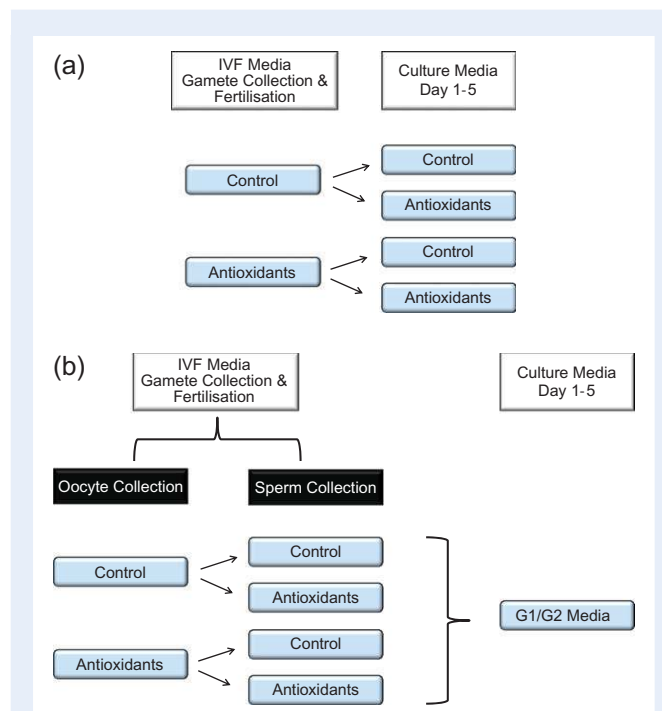 (a)
IVF Media
Gamete Collection &
Fertilisation
Culture Media
Day 1-5
Control
Control
Antioxidants
Antioxidants
Control
Antioxidants
(b)
IVF Media
Gamete Collection &
Fertilisation
Culture Media
Day 1-5
Oocyte Collection
Sperm Collection
Control
Control
Antioxidants
G1/G2 Media
Antioxidants
Control
Antioxidants